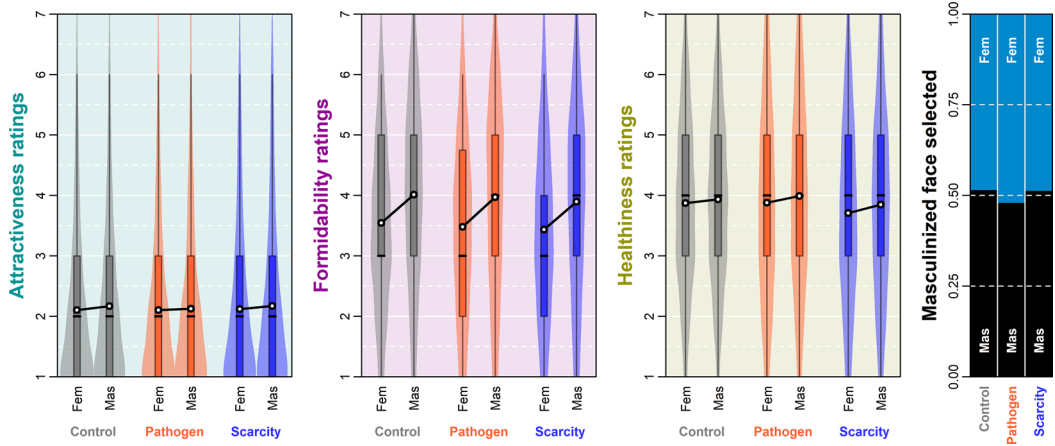 Attractiveness ratings
7
6
5
4
3
2
1
Fem Mas Fem Mas Fem Mas
Control Pathogen Scarcity
Formidability ratings
7
6
5
4
3
2
1
Fem Mas Fem Mas Fem Mas
Control Pathogen Scarcity
Healthiness ratings
7
6
5
4
3
2
1
Fem Mas Fem Mas Fem Mas
Control Pathogen Scarcity
Masculinized face selected
1.00
0.75
0.50
0.25
0.00
Fem Fem Fem
Mas Mas Mas
Control
Pathogen
Scarcity